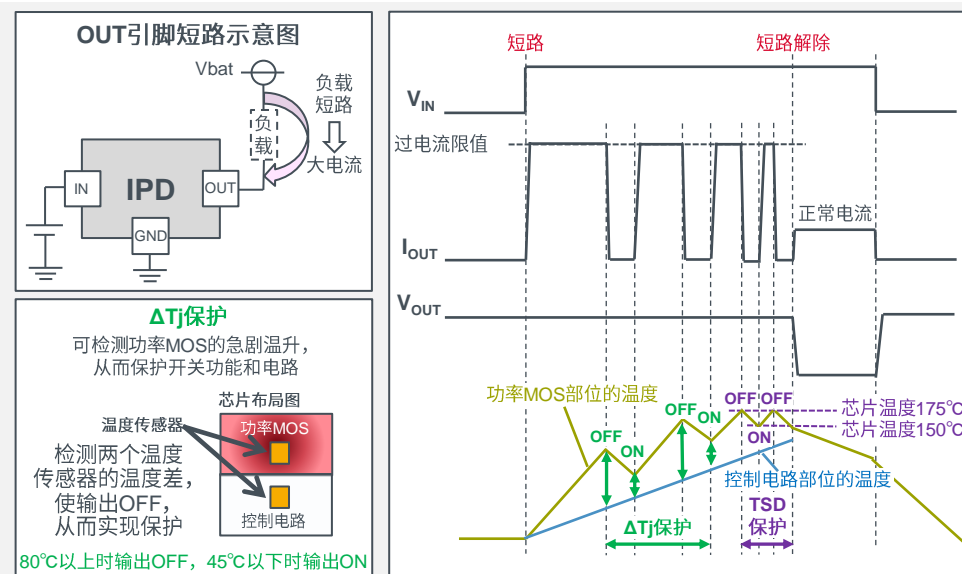 OUT引脚短路示意图
Vbat
负载
短路
负
载
大电流
IN
IPD
OUT
GND
ΔTj保护
可检测功率MOS的急剧温升，
从而保护开关功能和电路
芯片布局图
温度传感器
功率MOS
检测两个温度
传感器的温度差，
使输出OFF，
从而实现保护
控制电路
80℃以上时输出OFF，45℃以下时输出ON
短路
短路解除
VIN
过电流限值
正常电流
IOUT
VOUT
功率MOS部位的温度
OFF
ON
OFF
ON
OFF
OFF
ON
芯片温度175℃
芯片温度150℃
控制电路部位的温度
ΔTj保护
TSD
保护